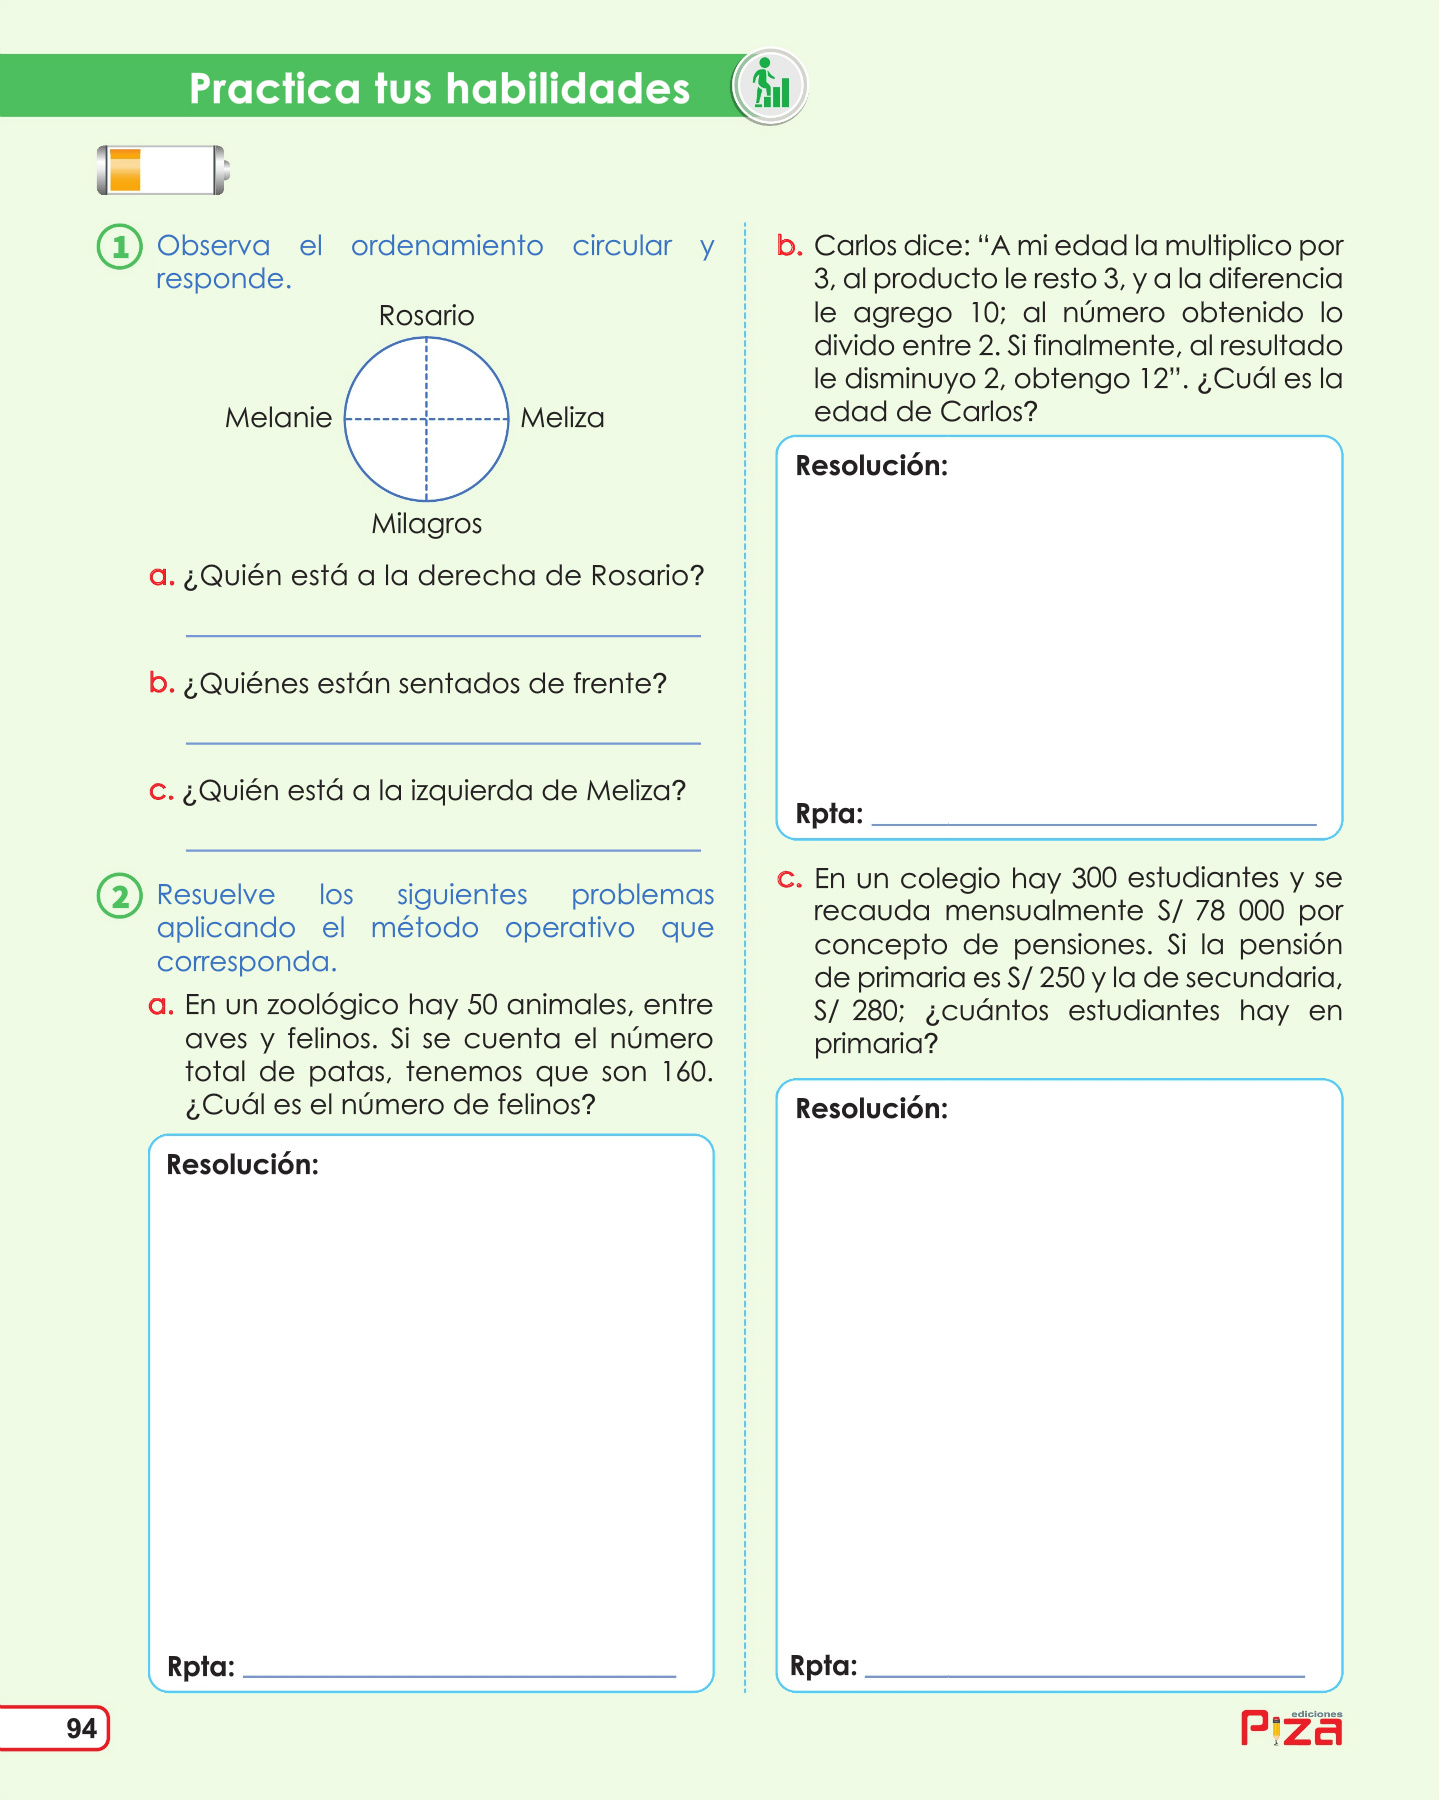 Practica tus habilidades
1 Observa el ordenamiento circular y
responde.
Rosario
Melanie
Meliza
Milagros
a. ¿Quién está a la derecha de Rosario?
b. ¿Quiénes están sentados de frente?
c. ¿Quién está a la izquierda de Meliza?
2 Resuelve los siguientes problemas
aplicando el método operativo que
corresponda.
a. En un zoológico hay 50 animales, entre
aves y felinos. Si se cuenta el número
total de patas, tenemos que son 160.
¿Cuál es el número de felinos?
Resolución:
Rpta:
b. Carlos dice: “A mi edad la multiplico por
3, al producto le resto 3, y a la diferencia
le agrego 10; al número obtenido lo
divido entre 2. Si finalmente, al resultado
le disminuyo 2, obtengo 12”. ¿Cuál es la
edad de Carlos?
Resolución:
Rpta:
c. En un colegio hay 300 estudiantes y se
recauda mensualmente S/ 78 000 por
concepto de pensiones. Si la pensión
de primaria es S/ 250 y la de secundaria,
S/ 280; ¿cuántos estudiantes hay en
primaria?
Resolución:
Rpta:
94
ediciones
Piza